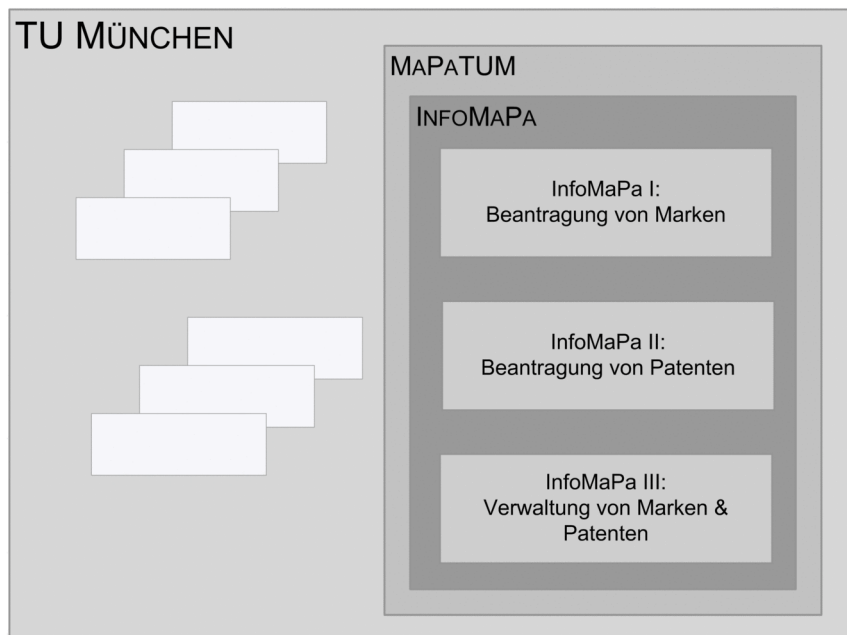 TU MÜNCHEN
MAPATUM
INFOMAPA
InfoMaPa I:
Beantragung von Marken
InfoMaPa II:
Beantragung von Patenten
InfoMaPa III:
Verwaltung von Marken &
Patenten